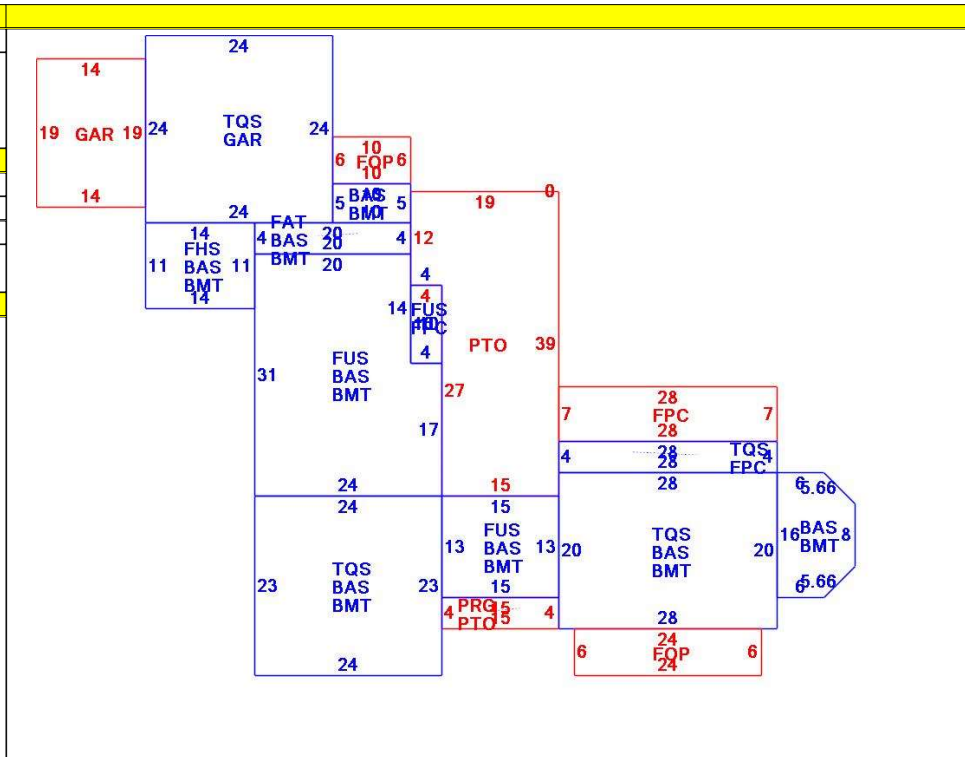 24
14
19 GAR 19
14
24 TQS 24
GAR
24
10
6 FOP 6
10
5 BAS 5
10
BMT
0
19
14
11 FHS 11
BAS
BMT
14
FAT
4 BAS 20 4
20
BMT
20
12
4
4
14 FUS
FPC
4
31 FUS
BAS
BMT
17
24
PTO 39
27
15
28
7 FPC 7
28
4 28 TQS 4
28 FPC
24
23 TQS 23
BAS
BMT
24
15
13 FUS 13
BAS
BMT
15
4 PRG 15 4
PTO 15
28
20 TQS 20
BAS
BMT
28
6 5.66
16 BAS 8
BMT
6 5.66
24
6 FOP 6
24